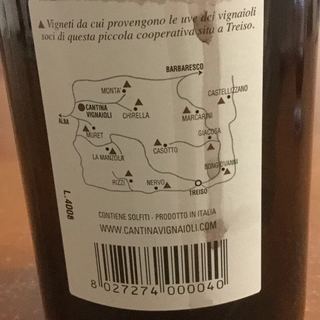 ▲ Vigneti da cui provengono le uve dei vignaioli
soci di questa piccola cooperativa sita a Treiso.
BARBARESCO
MONTA'
CASTELLIZZANO
CANTINA
VIGNAIOLI
CHIRELLA
MARCARINI
ALBA
MURET
GIACOSA
LA MANZOLA
CASOTTO
BONGIOVANNI
RIZZI
NERVO
TREISO
L. 4008
CONTIENE SOLFITI - PRODOTTO IN ITALIA
WWW.CANTINAVIGNAIOLI.COM
8 027274 000040